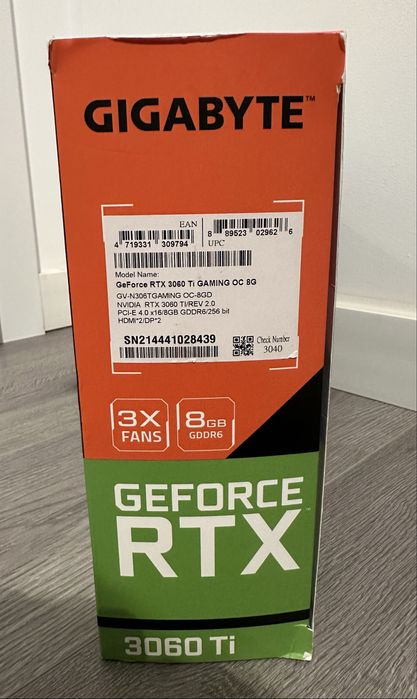 GIGABYTE™
EAN
4 719331 309794
8 89523 02962 6
UPC
Model Name:
GeForce RTX 3060 Ti GAMING OC 8G
GV-N306TGAMING OC-8GD
NVIDIA RTX 3060 TI/REV 2.0
PCI-E 4.0 x16/8GB GDDR6/256 bit
HDMI*2/DP*2
SN214441028439
Check Number
3040
3X
FANS
8GB
GDDR6
GEFORCE
RTX
3060 Ti